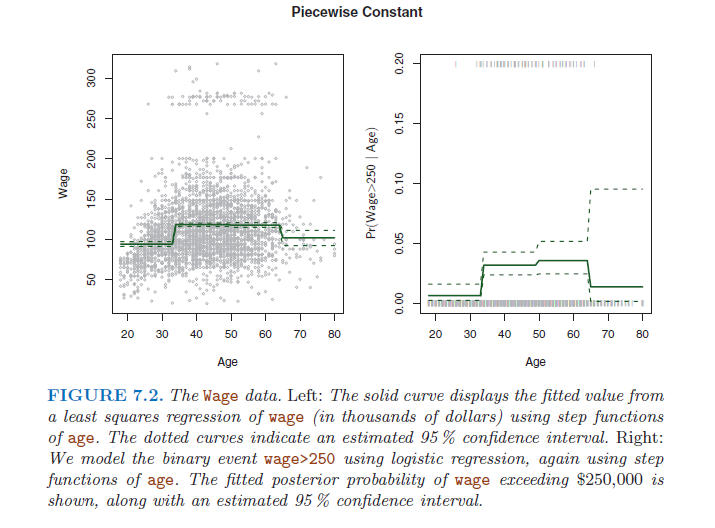 Piecewise Constant
Wage
50 100 150 200 250 300
20 30 40 50 60 70 80
Age
Pr(Wage>250 | Age)
0.00 0.05 0.10 0.15 0.20
20 30 40 50 60 70 80
Age
FIGURE 7.2. The Wage data. Left: The solid curve displays the fitted value from
a least squares regression of wage (in thousands of dollars) using step functions
of age. The dotted curves indicate an estimated 95 % confidence interval. Right:
We model the binary event wage>250 using logistic regression, again using step
functions of age. The fitted posterior probability of wage exceeding $250,000 is
shown, along with an estimated 95 % confidence interval.